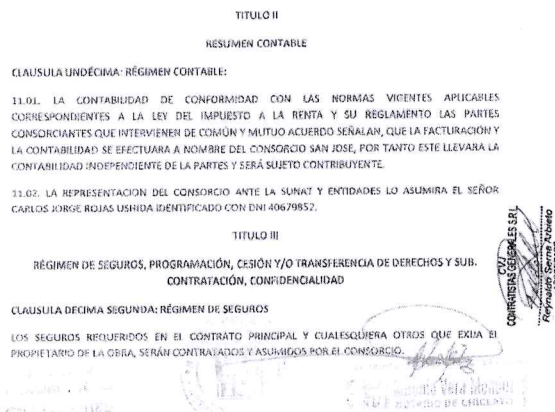 TITULO II
RESUMEN CONTABLE
CLAUSULA UNDÉCIMA: RÉGIMEN CONTABLE:
11.01. LA CONTABILIDAD DE CONFORMIDAD CON LAS NORMAS VIGENTES APLICABLES
CORRESPONDIENTES A LA LEY DEL IMPUESTO A LA RENTA Y SU REGLAMENTO LAS PARTES
CONSORCIANTES QUE INTERVIENEN DE COMÚN Y MUTUO ACUERDO SEÑALAN, QUE LA FACTURACIÓN Y
LA CONTABILIDAD SE EFECTUARA A NOMBRE DEL CONSORCIO SAN JOSE, POR TANTO ESTE LLEVARA LA
CONTABILIDAD INDEPENDIENTE DE LA PARTES Y SERÁ SUJETO CONTRIBUYENTE.
11.02. LA REPRESENTACIÓN DEL CONSORCIO ANTE LA SUNAT Y ENTIDADES LO ASUMIRA EL SEÑOR
CARLOS JORGE ROJAS USHIDA IDENTIFICADO CON DNI 40679852.
TITULO III
RÉGIMEN DE SEGUROS, PROGRAMACIÓN, CESIÓN Y/O TRANSFERENCIA DE DERECHOS Y SUB.
CONTRATACIÓN, CONFIDENCIALIDAD
CLAUSULA DECIMA SEGUNDA: RÉGIMEN DE SEGUROS
LOS SEGUROS REQUERIDOS EN EL CONTRATO PRINCIPAL Y CUALESQUIERA OTROS QUE EXIJA EL
PROPIETARIO DE LA OBRA, SERÁN CONTRATADOS Y ASUMIDOS POR EL CONSORCIO.
CVJ
CONTRATISTAS GENERALES S.R.L.
Reynaldo Serna Arbieto